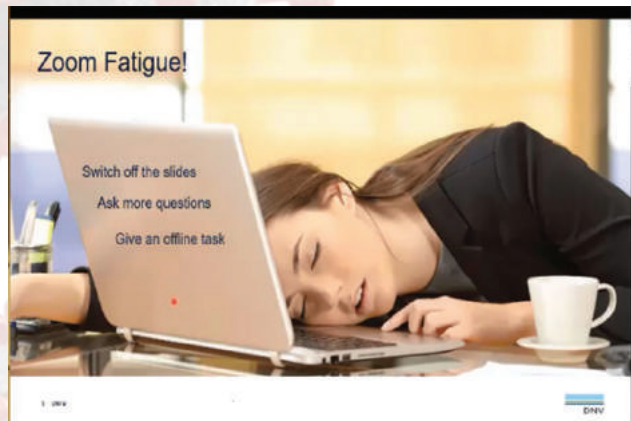 Zoom Fatigue!
Switch off the slides
Ask more questions
Give an offline task
DNV